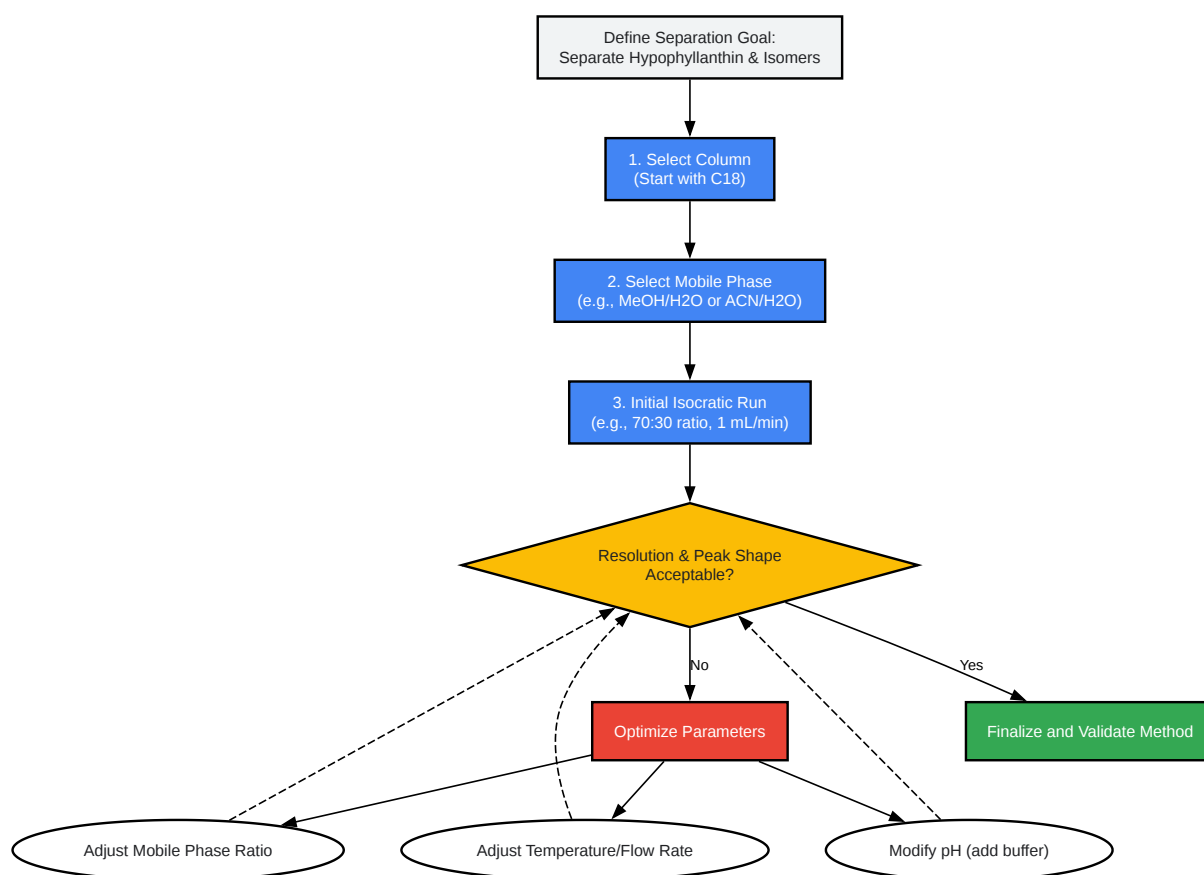 Define Separation Goal:
Separate Hypophyllanthin & Isomers
1. Select Column
(Start with C18)
2. Select Mobile Phase
(e.g., MeOH/H2O or ACN/H2O)
3. Initial Isocratic Run
(e.g., 70:30 ratio, 1 mL/min)
Resolution & Peak Shape
Acceptable?
No
Yes
Optimize Parameters
Finalize and Validate Method
Adjust Mobile Phase Ratio
Adjust Temperature/Flow Rate
Modify pH (add buffer)